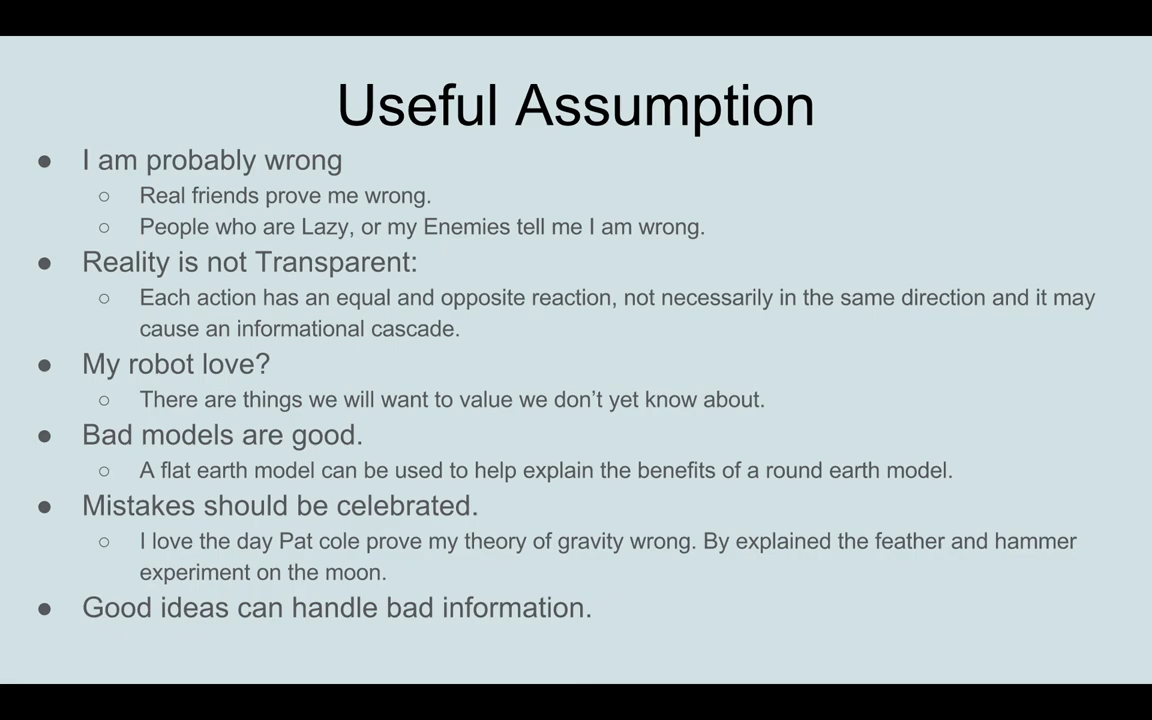 Useful Assumption
● I am probably wrong
○ Real friends prove me wrong.
○ People who are Lazy, or my Enemies tell me I am wrong.
● Reality is not Transparent:
○ Each action has an equal and opposite reaction, not necessarily in the same direction and it may
cause an informational cascade.
● My robot love?
○ There are things we will want to value we don’t yet know about.
● Bad models are good.
○ A flat earth model can be used to help explain the benefits of a round earth model.
● Mistakes should be celebrated.
○ I love the day Pat cole prove my theory of gravity wrong. By explained the feather and hammer
experiment on the moon.
● Good ideas can handle bad information.